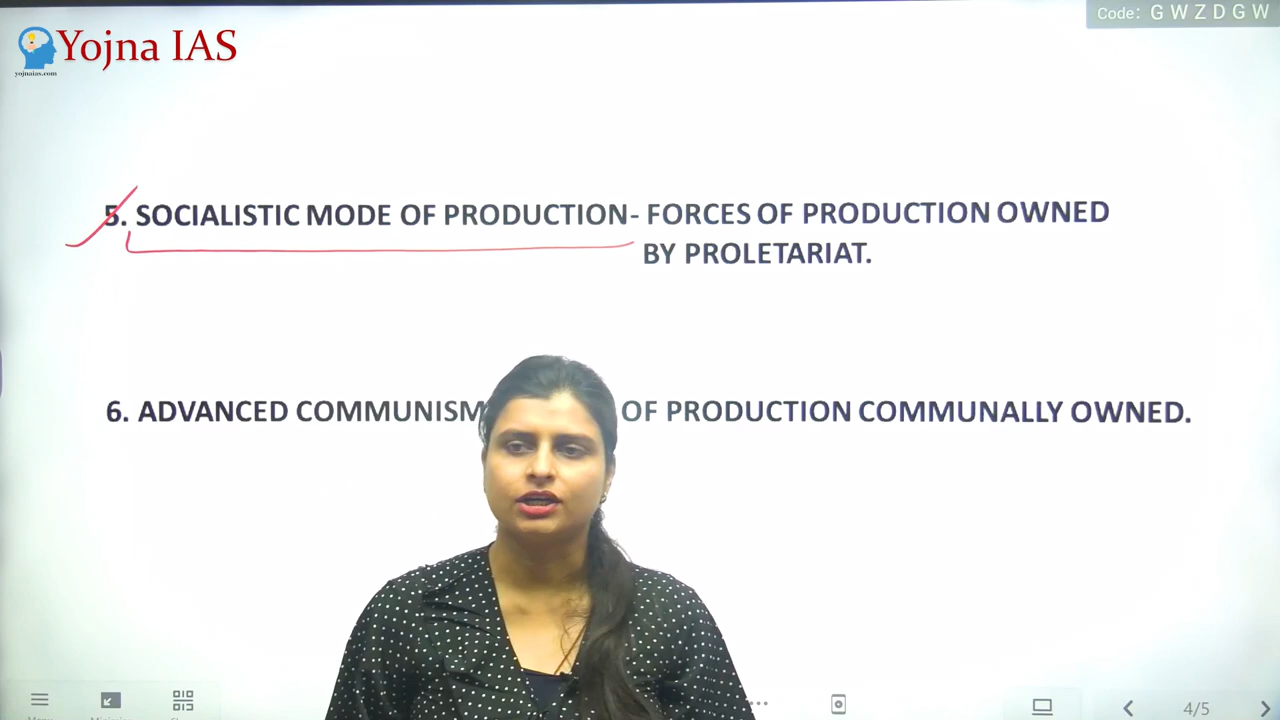 Code: G W Z D G W
Yojna IAS
yojnaias.com
5. SOCIALISTIC MODE OF PRODUCTION- FORCES OF PRODUCTION OWNED
BY PROLETARIAT.
6. ADVANCED COMMUNISM OF PRODUCTION COMMUNALLY OWNED.
4/5